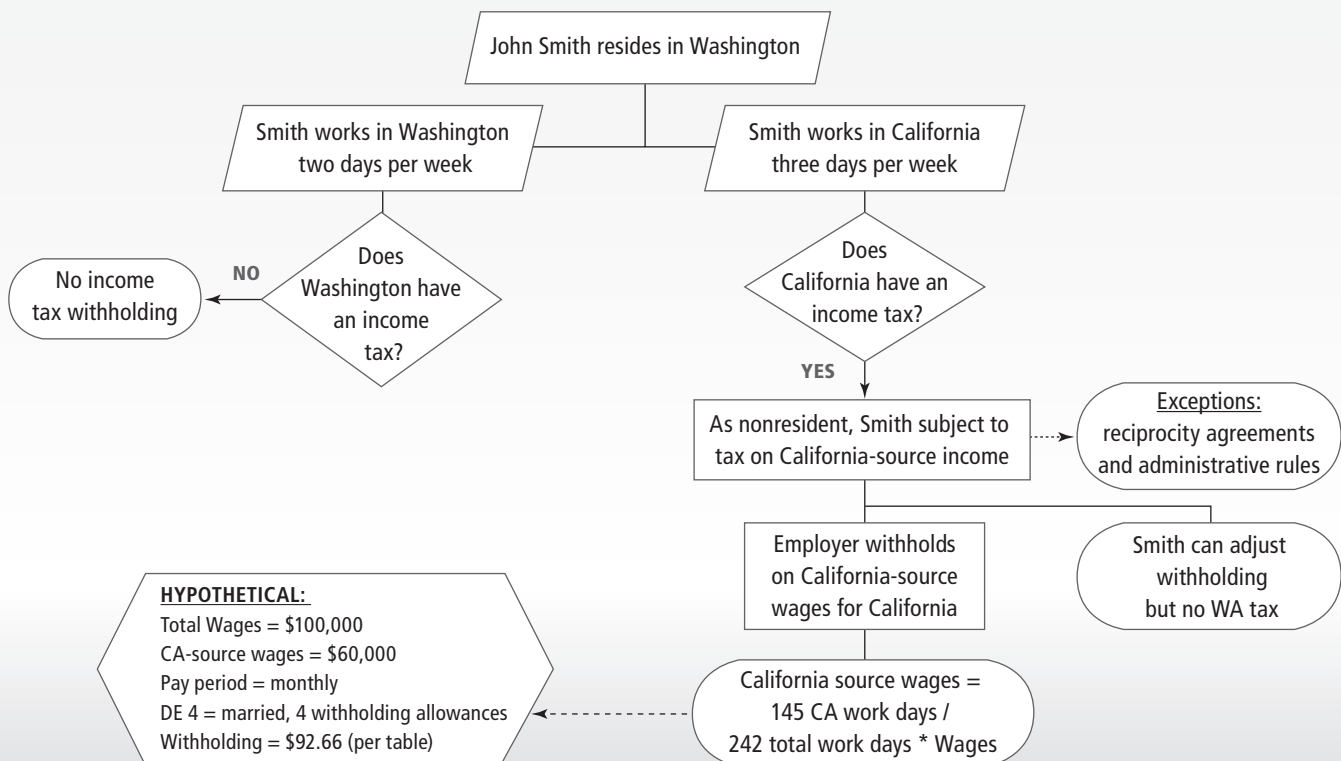 John Smith resides in Washington
Smith works in Washington
two days per week
Smith works in California
three days per week
Does
Washington have
an income
tax?
NO
No income
tax withholding
Does
California have an
income tax?
YES
As nonresident, Smith subject to
tax on California-source income
Exceptions:
reciprocity agreements
and administrative rules
Employer withholds
on California-source
wages for California
Smith can adjust
withholding
but no WA tax
California source wages =
145 CA work days /
242 total work days * Wages
HYPOTHETICAL:
Total Wages = $100,000
CA-source wages = $60,000
Pay period = monthly
DE 4 = married, 4 withholding allowances
Withholding = $92.66 (per table)